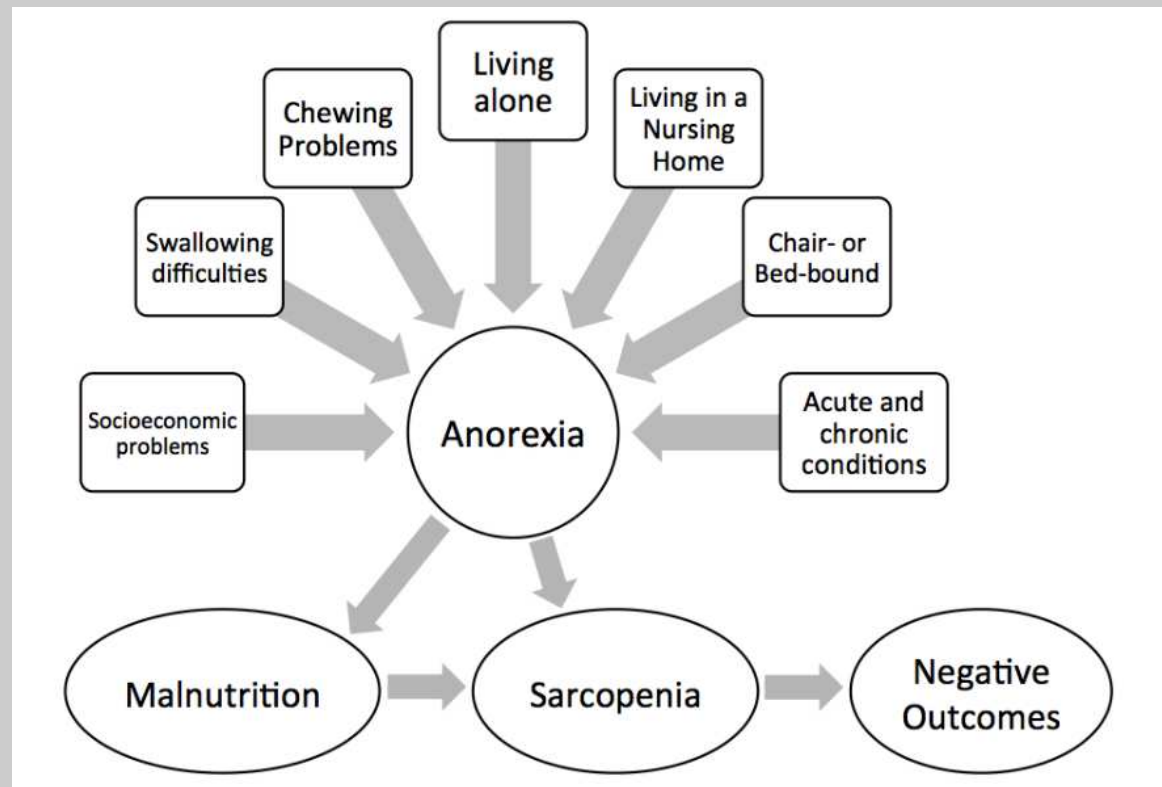 Living
alone
Chewing
Problems
Living in a
Nursing
Home
Swallowing
difficulties
Chair- or
Bed-bound
Socioeconomic
problems
Anorexia
Acute and
chronic
conditions
Malnutrition
Sarcopenia
Negative
Outcomes